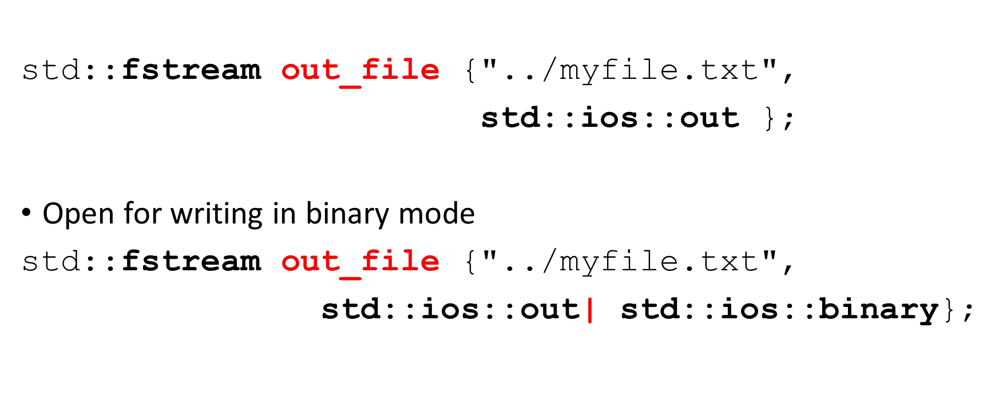 std::fstream out_file {"../myfile.txt",
std::ios::out };
• Open for writing in binary mode
std::fstream out_file {"../myfile.txt",
std::ios::out| std::ios::binary};